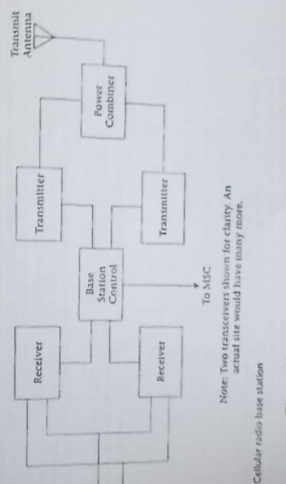 Transmit
Antenna
Power
Combiner
Transmitter
Transmitter
Base
Station
Control
To MSC
Receiver
Receiver
Note: Two transceivers shown for clarity. An
actual site would have many more.
Cellular radio base station